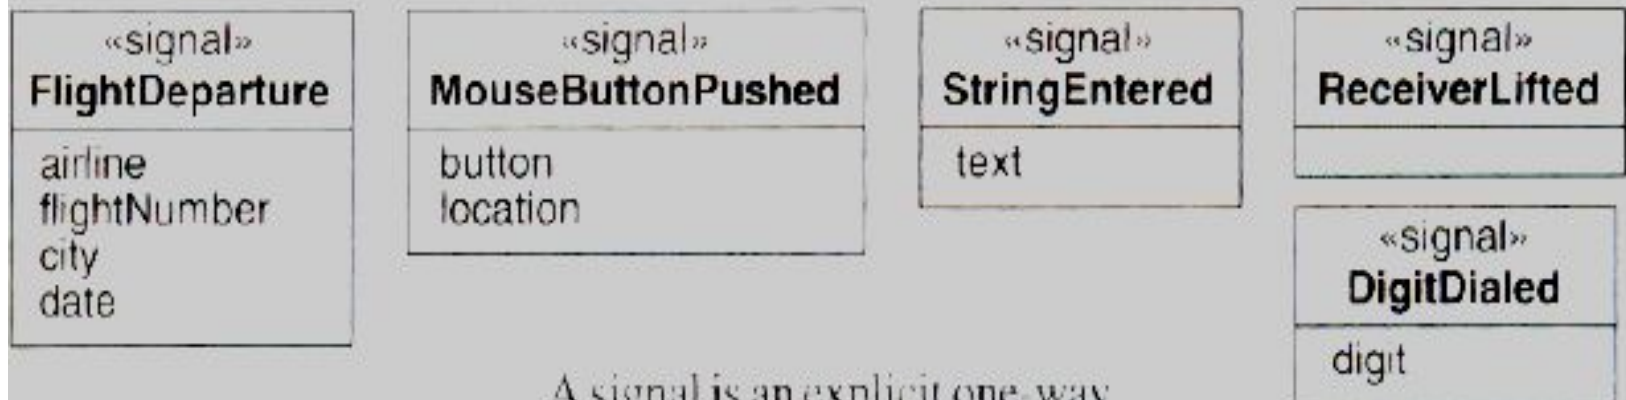 «signal»
FlightDeparture
airline
flightNumber
city
date
«signal»
MouseButtonPushed
button
location
«signal»
StringEntered
text
«signal»
ReceiverLifted
«signal»
DigitDialed
digit
A signal is an explicit one-way